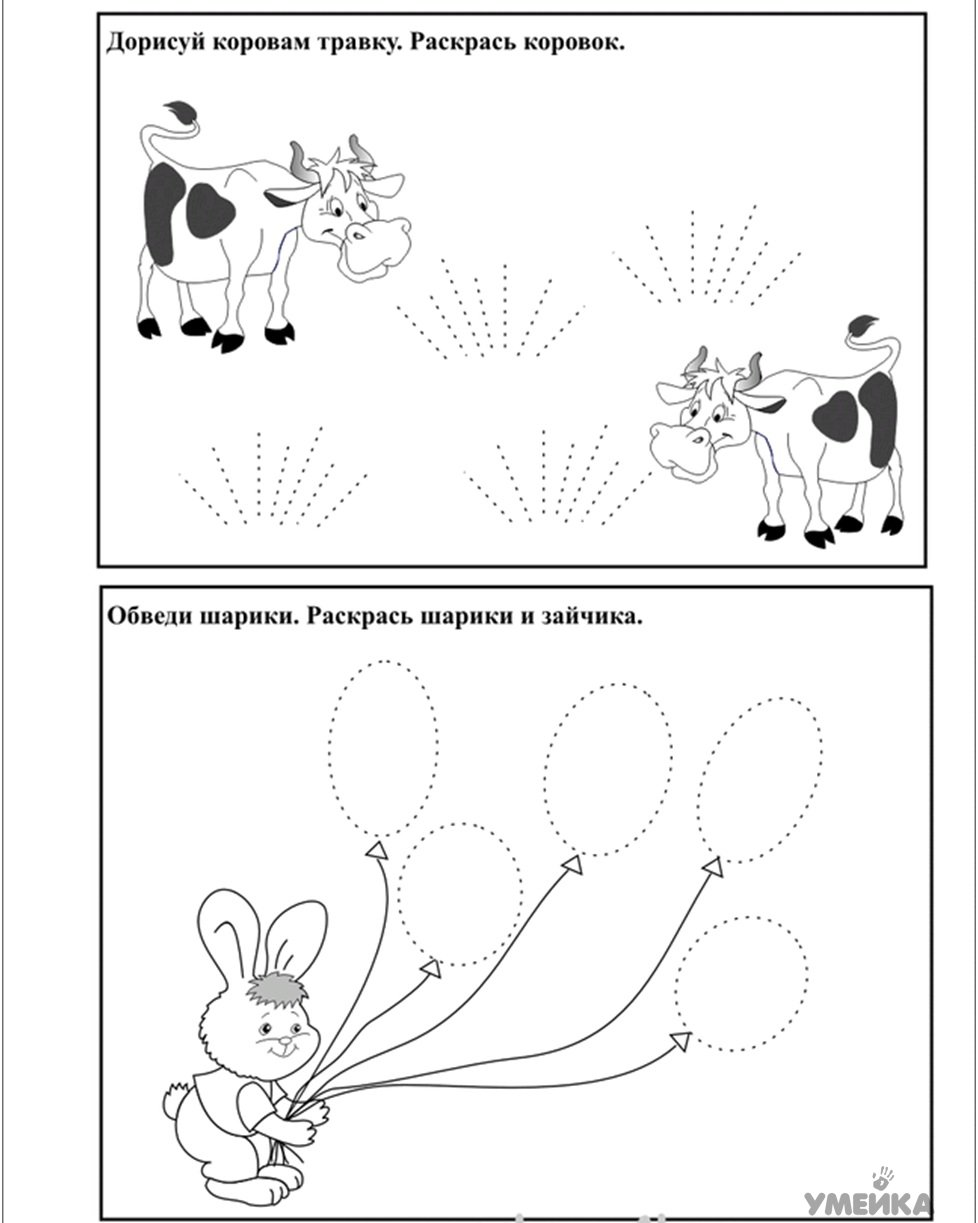 Дорисуй коровам травку. Раскрась коровок.
Обведи шарики. Раскрась шарики и зайчика.
УМЕЙКА